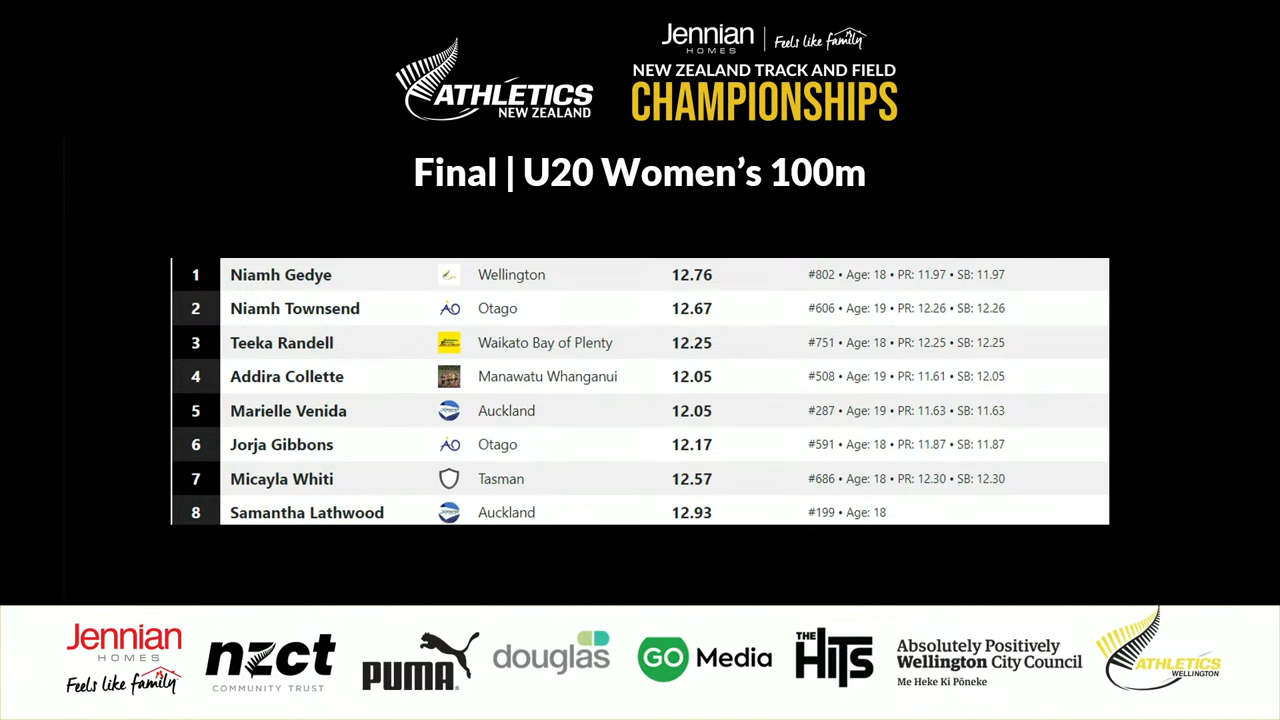 Jennian
HOMES
Feels like family
ATHLETICS
NEW ZEALAND
NEW ZEALAND TRACK AND FIELD
CHAMPIONSHIPS
Final | U20 Women’s 100m
1 Niamh Gedye Wellington 12.76 #802 • Age: 18 • PR: 11.97 • SB: 11.97
2 Niamh Townsend Otago 12.67 #606 • Age: 19 • PR: 12.26 • SB: 12.26
3 Teeka Randell Waikato Bay of Plenty 12.25 #751 • Age: 18 • PR: 12.25 • SB: 12.25
4 Addira Collette Manawatu Whanganui 12.05 #508 • Age: 19 • PR: 11.61 • SB: 12.05
5 Marielle Venida Auckland 12.05 #287 • Age: 19 • PR: 11.63 • SB: 11.63
6 Jorja Gibbons Otago 12.17 #591 • Age: 18 • PR: 11.87 • SB: 11.87
7 Micayla Whiti Tasman 12.57 #686 • Age: 18 • PR: 12.30 • SB: 12.30
8 Samantha Lathwood Auckland 12.93 #199 • Age: 18
Jennian
HOMES
Feels like family
nzct
COMMUNITY TRUST
PUMA
douglas
GO Media
THE HITS
Absolutely Positively
Wellington City Council
Me Heke Ki Pōneke
ATHLETICS
WELLINGTON